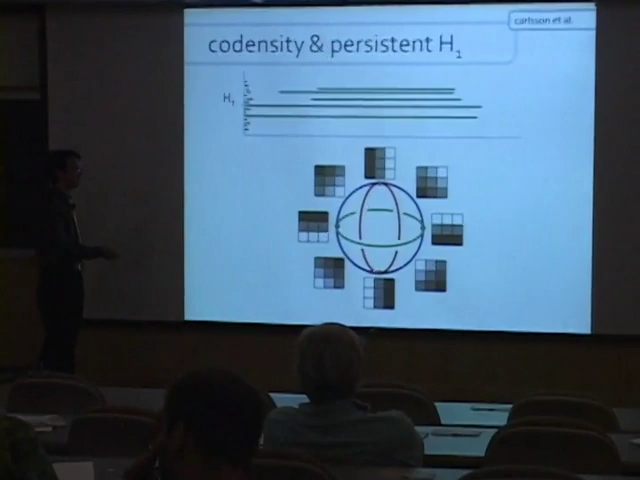 carlsson et al.
codensity & persistent H₁
H₁